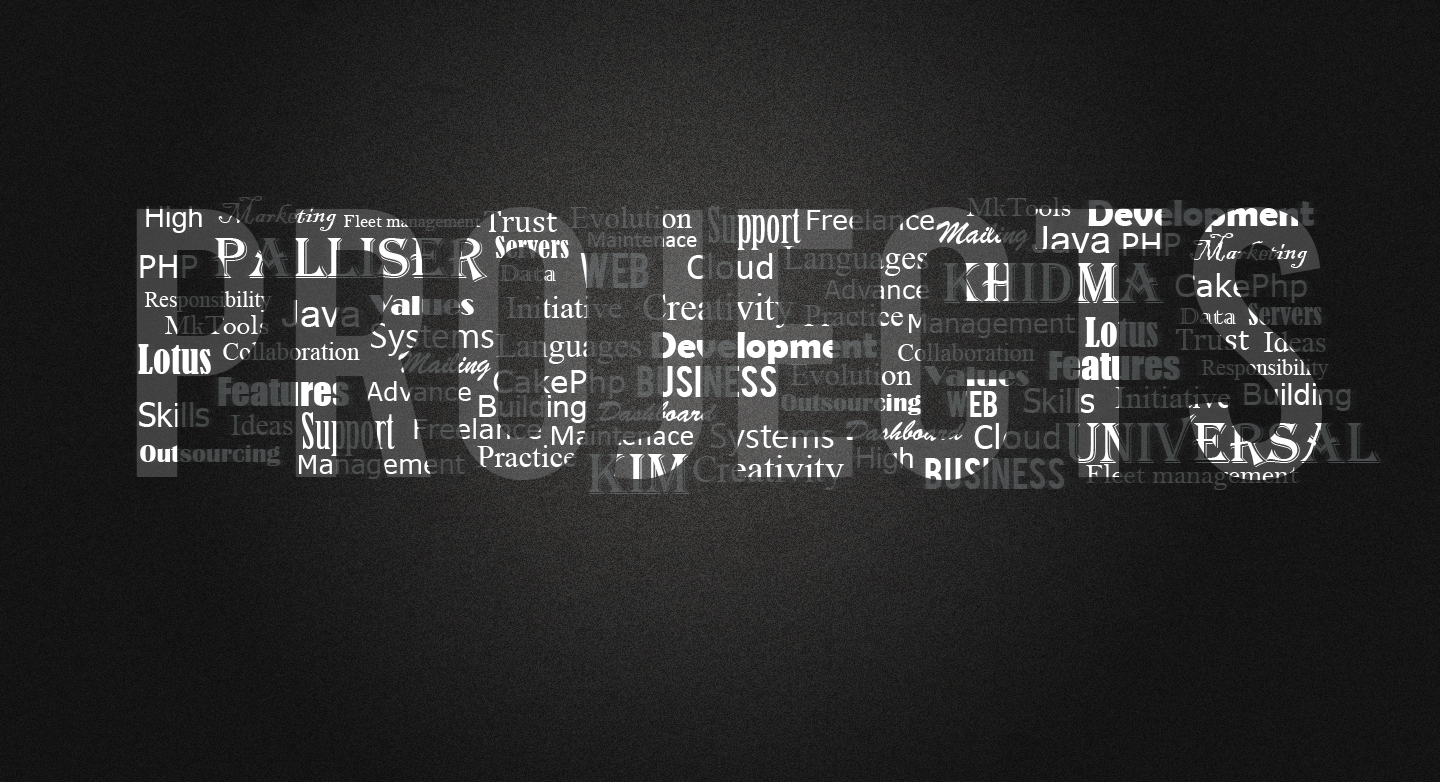 PROJECTS
High Marketing Fleet management Trust Evolution Support Freelance MkTools Development
PALLISER Servers Maintenace Mailing Java PHP Marketing
PHP Data WEB Cloud Languages KHIDMA CakePhp
Responsibility Java Values Initiative Creativity Advance Practice Management Data Servers
MkTools Systems Lotus Trust Ideas
Lotus Collaboration Mailing Languages Development Collaboration Features Responsibility
Features Advance CakePhp BUSINESS Evolution Values Initiative Building
Skills Ideas Support Building Dashboard Outsourcing WEB Skills
Outsourcing Freelance Maintenace Systems Dashboard Cloud UNIVERSAL
Management Practice KIM Creativity High BUSINESS Fleet management